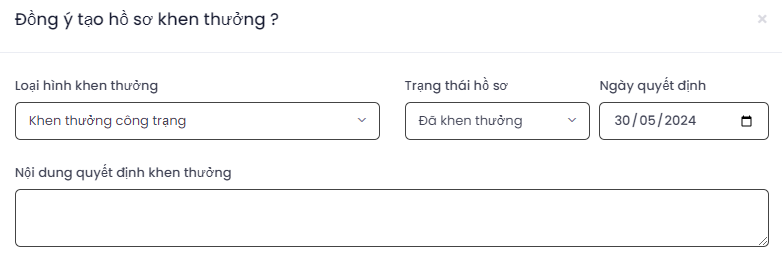 Đồng ý tạo hồ sơ khen thưởng ?
×
Loại hình khen thưởng Trạng thái hồ sơ Ngày quyết định
Khen thưởng công trạng Đã khen thưởng 30/05/2024
Nội dung quyết định khen thưởng